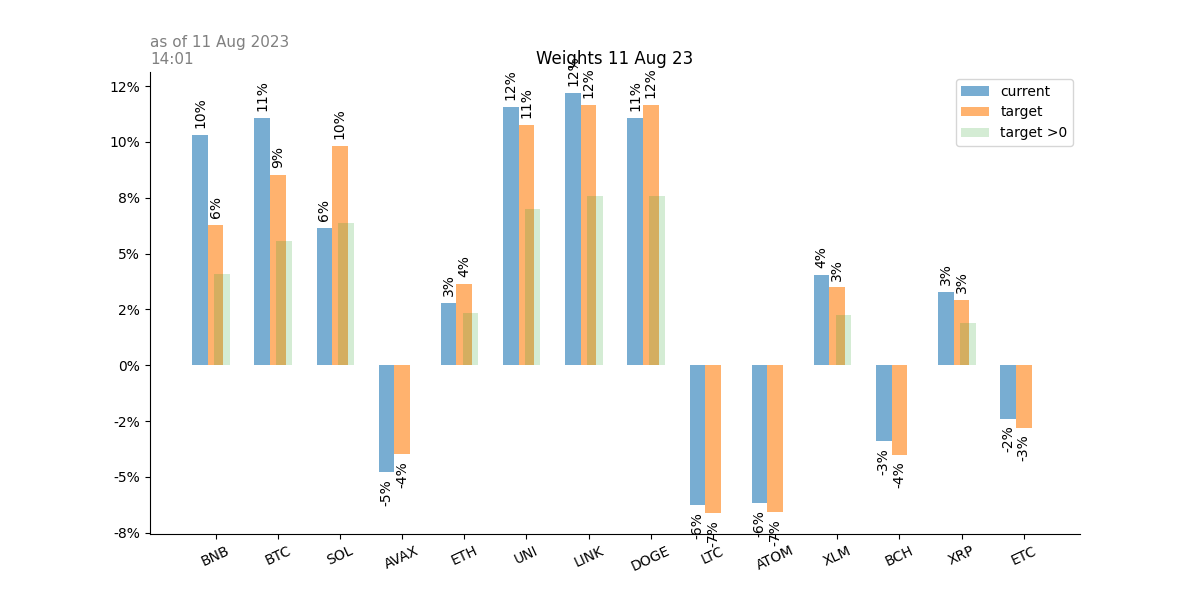 as of 11 Aug 2023
14:01
Weights 11 Aug 23
current
target
target >0
12%
10%
8%
5%
2%
0%
-2%
-5%
-8%
10%
6%
11%
9%
6%
10%
-5%
-4%
3%
4%
12%
11%
12%
12%
11%
12%
-6%
-7%
-6%
-7%
4%
3%
-3%
-4%
3%
3%
-2%
-3%
BNB
BTC
SOL
AVAX
ETH
UNI
LINK
DOGE
LTC
ATOM
XLM
BCH
XRP
ETC